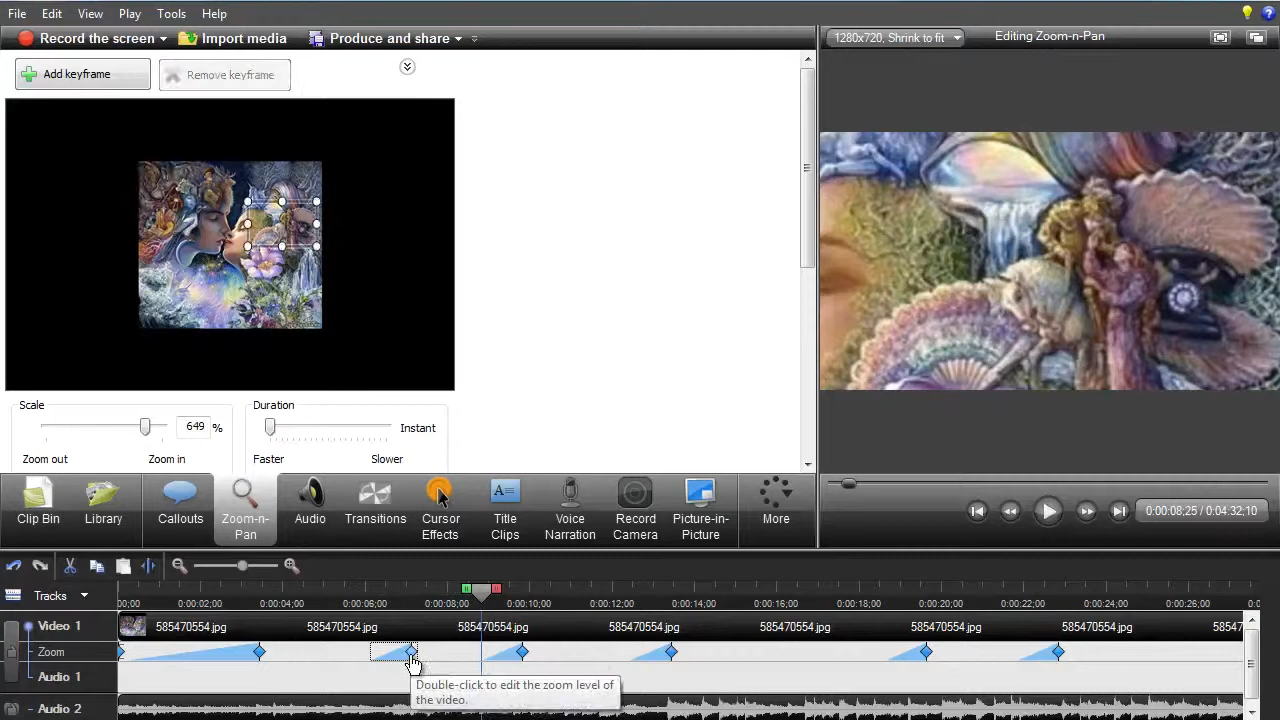 File Edit View Play Tools Help
Record the screen Import media Produce and share
1280x720, Shrink to fit Editing Zoom-n-Pan
Add keyframe Remove keyframe
Scale Duration
649 % Instant
Zoom out Zoom in Faster Slower
Clip Bin Library Callouts Zoom-n-Pan Audio Transitions Cursor Effects Title Clips Voice Narration Record Camera Picture-in-Picture More
0:00:08;25 / 0:04:32;10
Tracks
00;00 0:00:02;00 0:00:04;00 0:00:06;00 0:00:08;00 0:00:10;00 0:00:12;00 0:00:14;00 0:00:16;00 0:00:18;00 0:00:20;00 0:00:22;00 0:00:24;00 0:00:26;00 0:0
Video 1 585470554.jpg 585470554.jpg 585470554.jpg 585470554.jpg 585470554.jpg 585470554.jpg 585470554.jpg 58547
Zoom
Double-click to edit the zoom level of
the video.
Audio 1
Audio 2